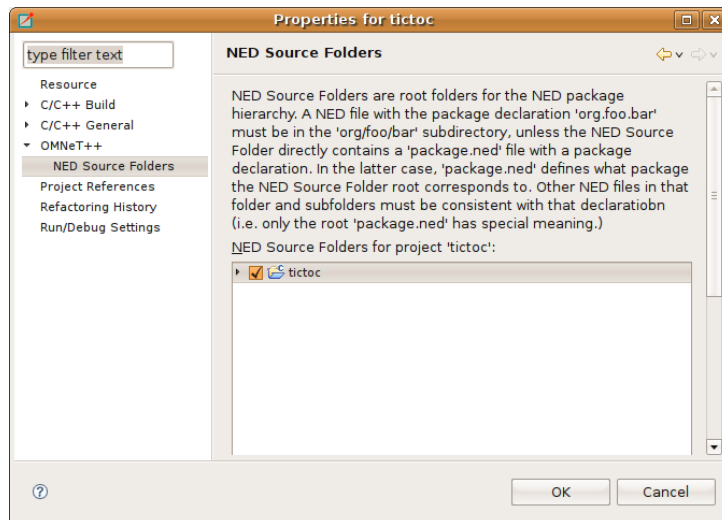 Properties for tictoc
type filter text
Resource
C/C++ Build
C/C++ General
OMNeT++
NED Source Folders
Project References
Refactoring History
Run/Debug Settings
NED Source Folders
NED Source Folders are root folders for the NED package
hierarchy. A NED file with the package declaration 'org.foo.bar'
must be in the 'org/foo/bar' subdirectory, unless the NED Source
Folder directly contains a 'package.ned' file with a package
declaration. In the latter case, 'package.ned' defines what package
the NED Source Folder root corresponds to. Other NED files in that
folder and subfolders must be consistent with that declaratiobn
(i.e. only the root 'package.ned' has special meaning.)
NED Source Folders for project 'tictoc':
tictoc
OK
Cancel